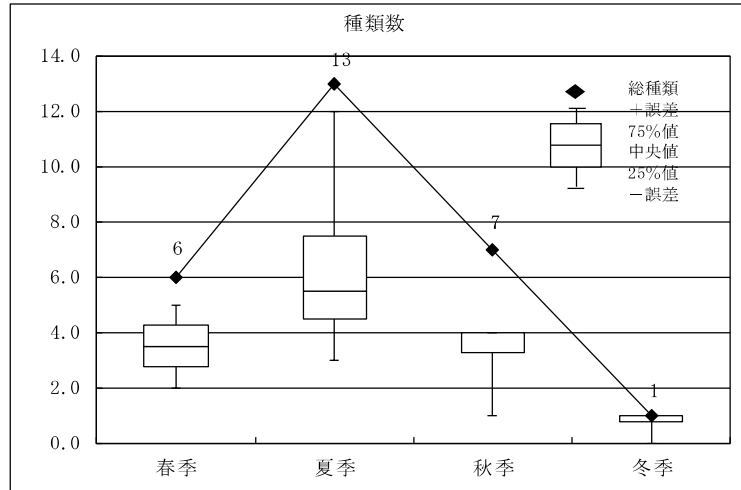 種類数
14.0
12.0
10.0
8.0
6.0
4.0
2.0
0.0
6
13
7
1
総種類
+誤差
75%値
中央値
25%値
-誤差
春季
夏季
秋季
冬季